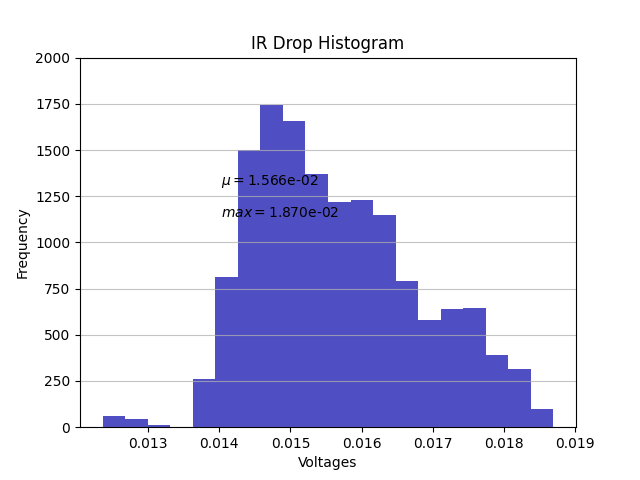 IR Drop Histogram
2000
1750
1500
1250
1000
750
500
250
0
Frequency
μ = 1.566e-02
max = 1.870e-02
0.013 0.014 0.015 0.016 0.017 0.018 0.019
Voltages